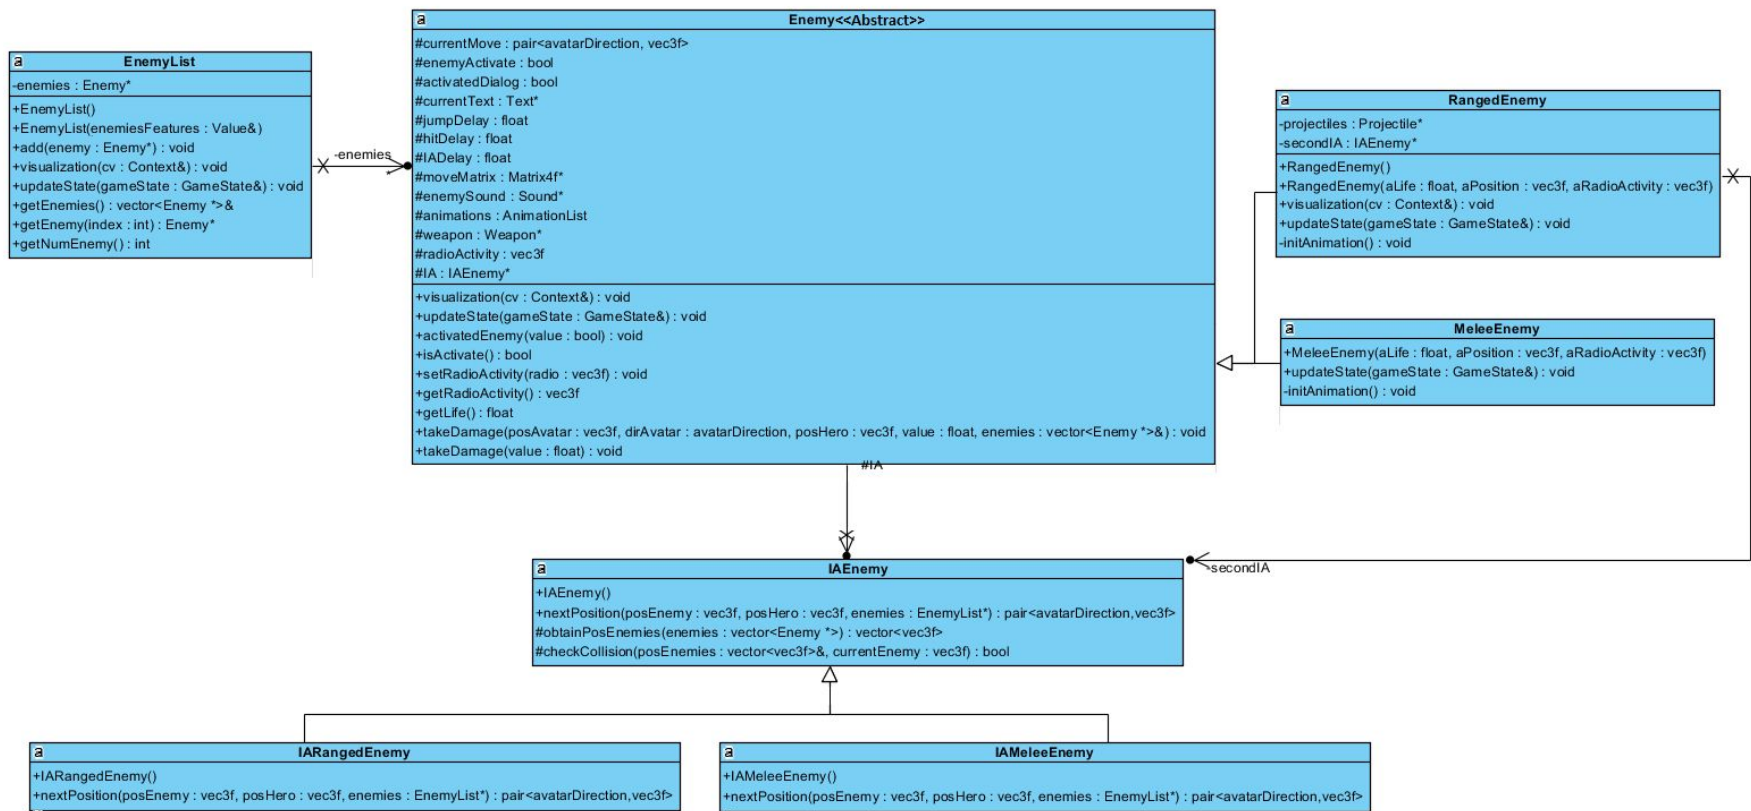 a
EnemyList
-enemies : Enemy*
+EnemyList()
+EnemyList(enemiesFeatures : Value&)
+add(enemy : Enemy*) : void
+visualization(cv : Context&) : void
+updateState(gameState : GameState&) : void
+getEnemies() : vector<Enemy *>&
+getEnemy(index : int) : Enemy*
+getNumEnemy() : int
-enemies
*
a
Enemy<<Abstract>>
#currentMove : pair<avatarDirection, vec3f>
#enemyActivate : bool
#activatedDialog : bool
#currentText : Text*
#jumpDelay : float
#hitDelay : float
#IADelay : float
#moveMatrix : Matrix4f*
#enemySound : Sound*
#animations : AnimationList
#weapon : Weapon*
#radioActivity : vec3f
#IA : IAEnemy*
+visualization(cv : Context&) : void
+updateState(gameState : GameState&) : void
+activatedEnemy(value : bool) : void
+isActivate() : bool
+setRadioActivity(radio : vec3f) : void
+getRadioActivity() : vec3f
+getLife() : float
+takeDamage(posAvatar : vec3f, dirAvatar : avatarDirection, posHero : vec3f, value : float, enemies : vector<Enemy *>&) : void
+takeDamage(value : float) : void
#IA
a
RangedEnemy
-projectiles : Projectile*
-secondIA : IAEnemy*
+RangedEnemy()
+RangedEnemy(aLife : float, aPosition : vec3f, aRadioActivity : vec3f)
+visualization(cv : Context&) : void
+updateState(gameState : GameState&) : void
-initAnimation() : void
a
MeleeEnemy
+MeleeEnemy(aLife : float, aPosition : vec3f, aRadioActivity : vec3f)
+updateState(gameState : GameState&) : void
-initAnimation() : void
-secondIA
a
IAEnemy
+IAEnemy()
+nextPosition(posEnemy : vec3f, posHero : vec3f, enemies : EnemyList*) : pair<avatarDirection,vec3f>
#obtainPosEnemies(enemies : vector<Enemy *>) : vector<vec3f>
#checkCollision(posEnemies : vector<vec3f>&, currentEnemy : vec3f) : bool
a
IARangedEnemy
+IARangedEnemy()
+nextPosition(posEnemy : vec3f, posHero : vec3f, enemies : EnemyList*) : pair<avatarDirection,vec3f>
a
IAMeleeEnemy
+IAMeleeEnemy()
+nextPosition(posEnemy : vec3f, posHero : vec3f, enemies : EnemyList*) : pair<avatarDirection,vec3f>